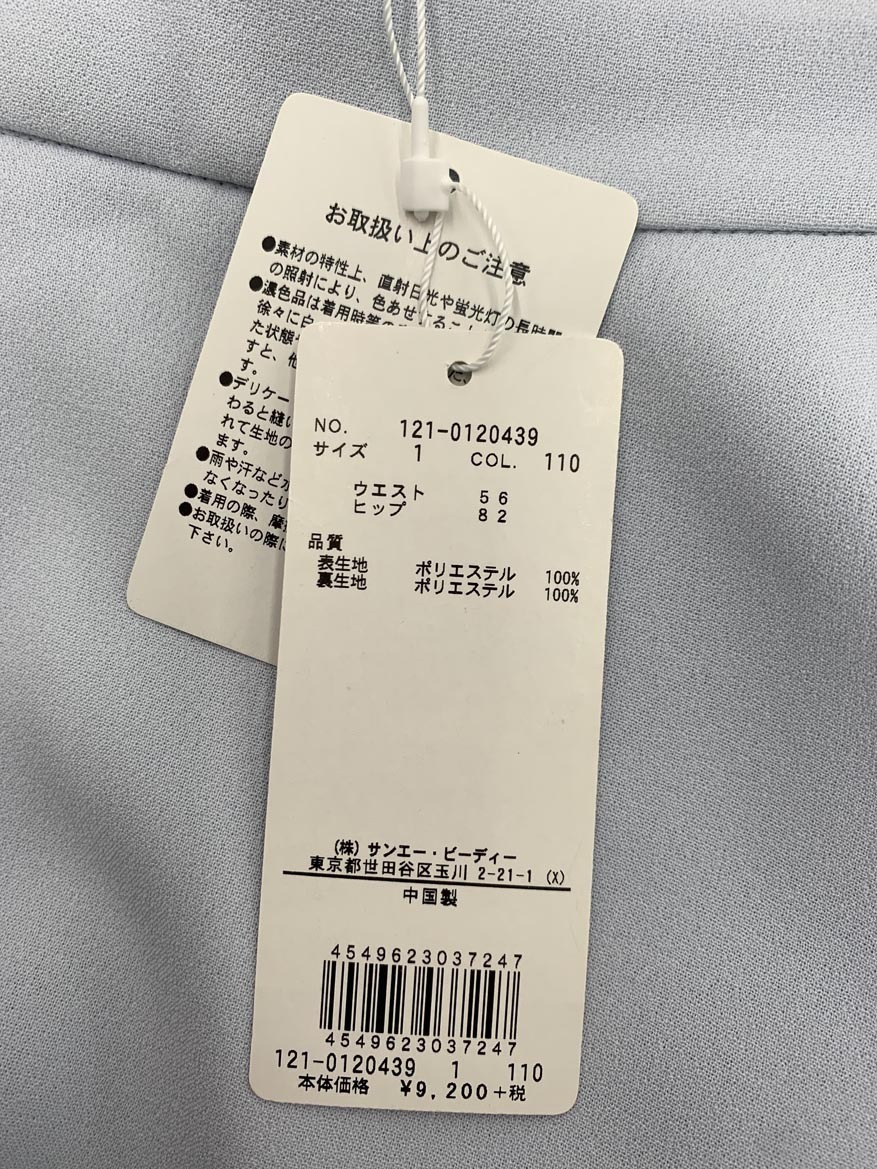 お取扱い上のご注意
●素材の特性上、直射日光や蛍光灯の長時間
の照射により、色あせすること
●濃色品は着用時等の
徐々に白
た状態
すと、他
す。
●デリケー
わると縫い
れて生地の
ます。
●雨や汗など
なくなったり
●着用の際、摩
●お取扱いの際に
下さい。
NO. 121-0120439
サイズ 1 COL. 110
ウエスト 56
ヒップ 82
品質
表生地 ポリエステル 100%
裏生地 ポリエステル 100%
(株) サンエー・ビーディー
東京都世田谷区玉川 2-21-1 (X)
中国製
4549623037247
4549623037247
121-0120439 1 110
本体価格 ¥9,200+税